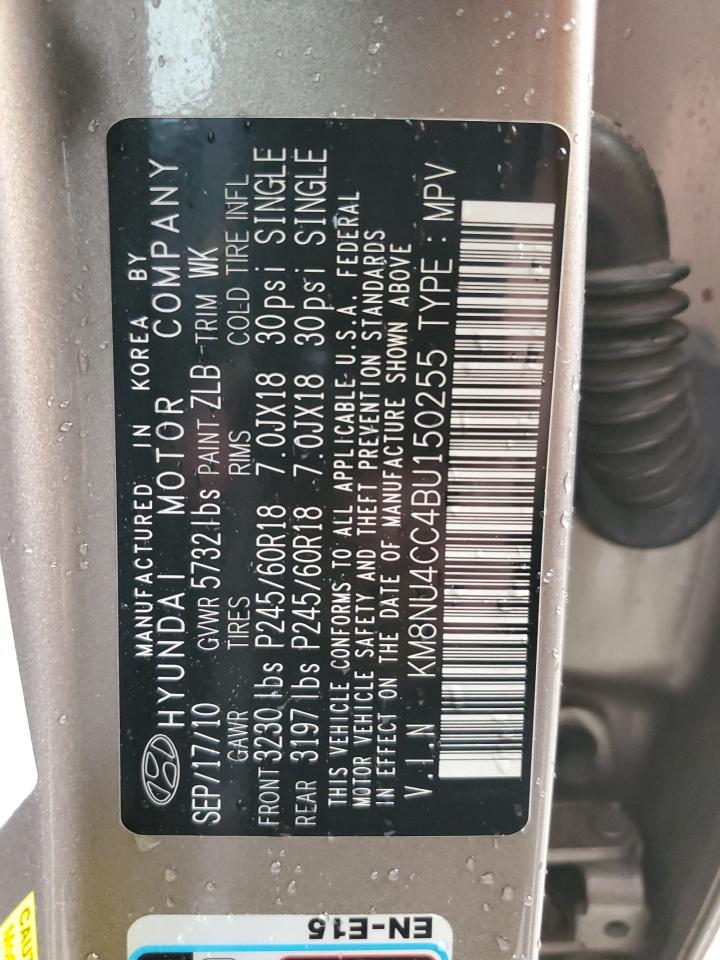 MANUFACTURED IN KOREA BY
HYUNDAI MOTOR COMPANY
SEP/17/10 GVWR 5732 lbs PAINT ZLB TRIM WK
GAWR TIRES RIMS COLD TIRE INFL
FRONT 3230 lbs P245/60R18 7.0JX18 30psi SINGLE
REAR 3197 lbs P245/60R18 7.0JX18 30psi SINGLE
THIS VEHICLE CONFORMS TO ALL APPLICABLE U.S.A. FEDERAL
MOTOR VEHICLE SAFETY AND THEFT PREVENTION STANDARDS
IN EFFECT ON THE DATE OF MANUFACTURE SHOWN ABOVE
V.I.N KM8NU4CC4BU150255 TYPE : MPV
EN-E15